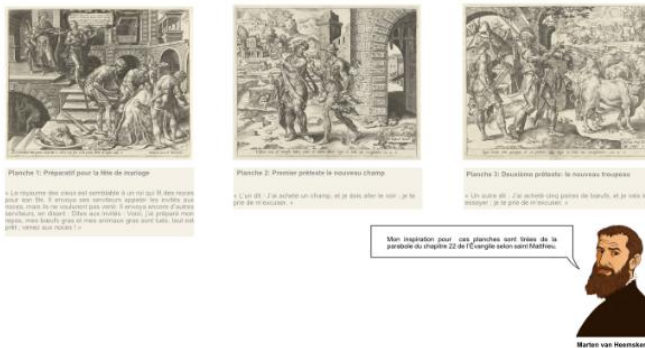 Planche 1: Préparatif pour la fête de mariage
« Le royaume des cieux est semblable à un roi qui fit des noces
pour son fils. Il envoya ses serviteurs appeler les invités aux
noces, mais ils ne voulurent pas venir. Il envoya encore d'autres
serviteurs, en disant : Dites aux invités : Voici, j'ai préparé mon
repas, mes bœufs gras et mes animaux gras sont tués, tout est
prêt : venez aux noces ! »
Planche 2: Premier prétexte le nouveau champ
« L'un dit : J'ai acheté un champ, et je dois aller le voir : je te
prie de m'excuser. »
Planche 3: Deuxième prétexte: le nouveau troupeau
« Un autre dit : J'ai acheté cinq paires de bœufs, et je vais les
essayer : je te prie de m'excuser. »
Mon inspiration pour ces planches sont tirées de la
parabole du chapitre 22 de l'Évangile selon saint Matthieu.
Marten van Heemsker